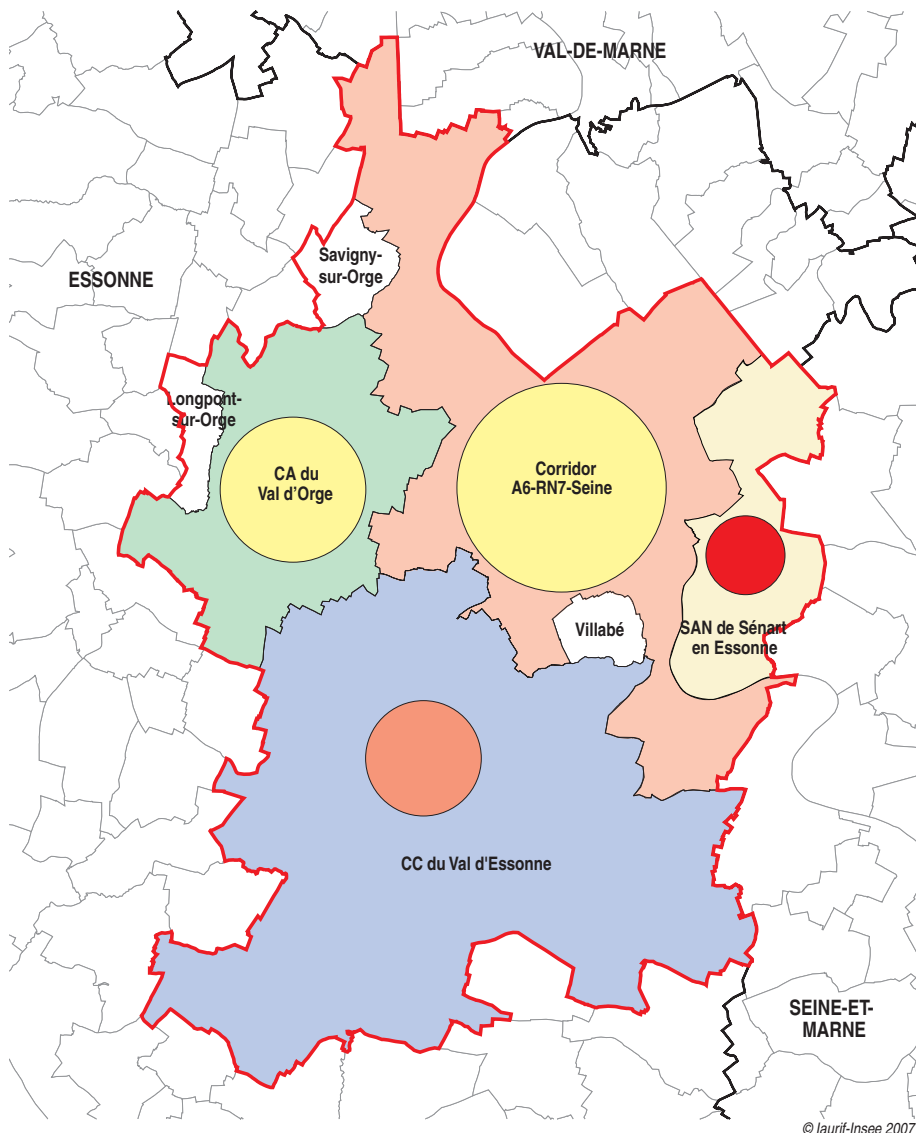 VAL-DE-MARNE
Savigny-
sur-Orge
ESSONNE
Longpont-
sur-Orge
CA du
Val d'Orge
Corridor
A6-RN7-Seine
Villabé
SAN de Sénart
en Essonne
CC du Val d'Essonne
SEINE-ET-
MARNE
© Iaurif-Insee 2007